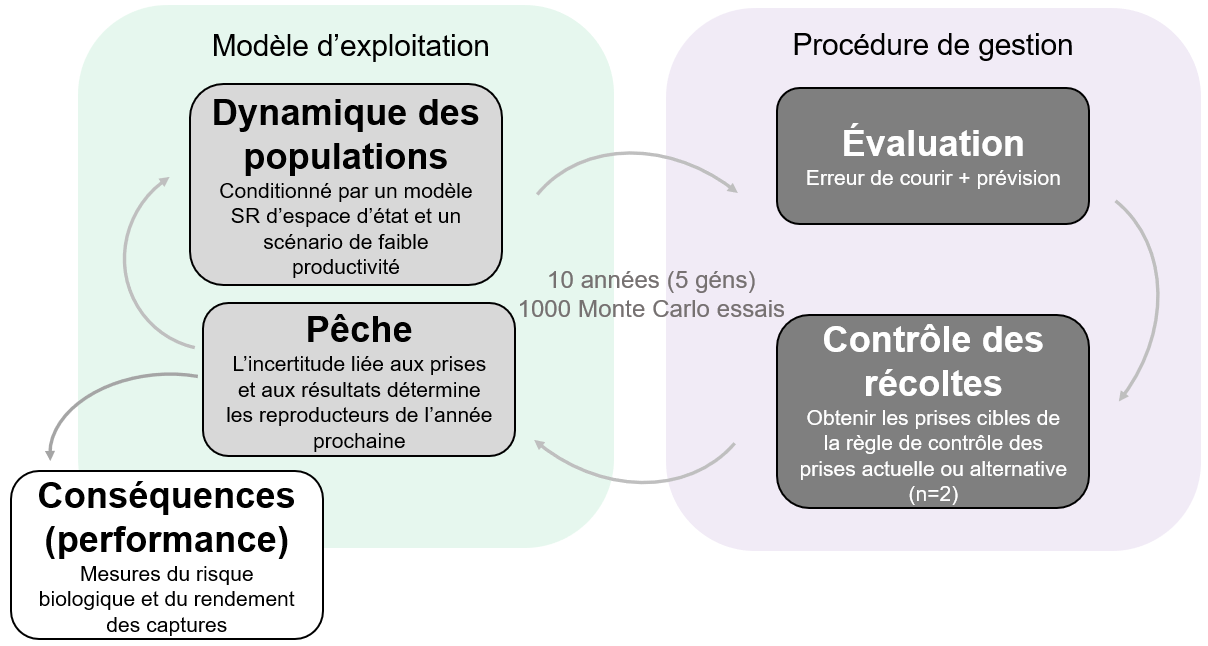 Modèle d’exploitation
Dynamique des
populations
Conditionné par un modèle
SR d’espace d’état et un
scénario de faible
productivité
Pêche
L’incertitude liée aux prises
et aux résultats détermine
les reproducteurs de l’année
prochaine
Conséquences
(performance)
Mesures du risque
biologique et du rendement
des captures
10 années (5 géns)
1000 Monte Carlo essais
Procédure de gestion
Évaluation
Erreur de courir + prévision
Contrôle des
récoltes
Obtenir les prises cibles de
la règle de contrôle des
prises actuelle ou alternative
(n=2)